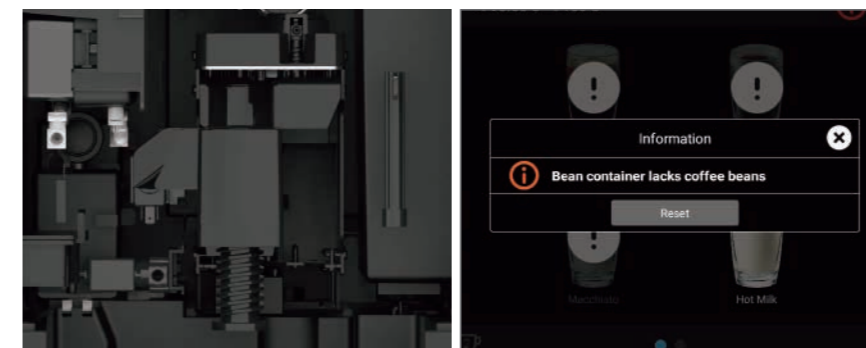 Information
Bean container lacks coffee beans
Reset
Macchiato
Hot Milk